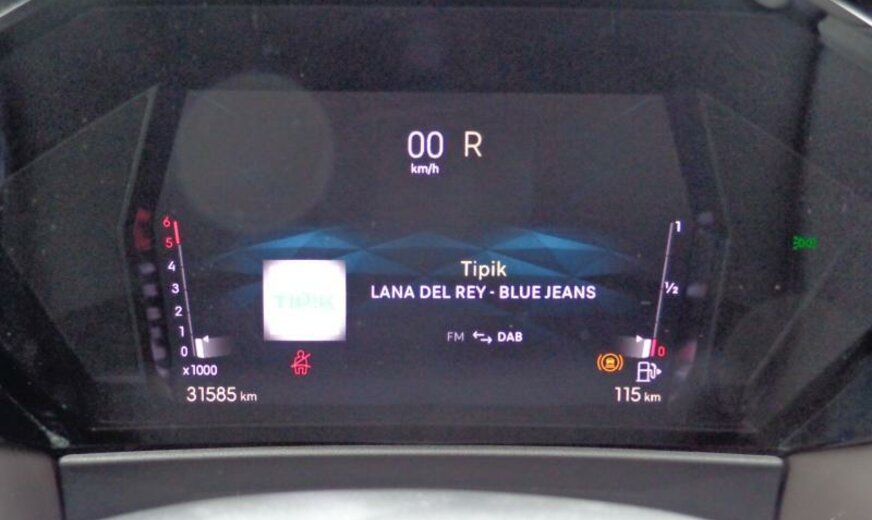 00 R
km/h
6
5
4
3
2
1
0
x1000
31585 km
TIPIK
Tipik
LANA DEL REY - BLUE JEANS
FM DAB
1
½
0
115 km